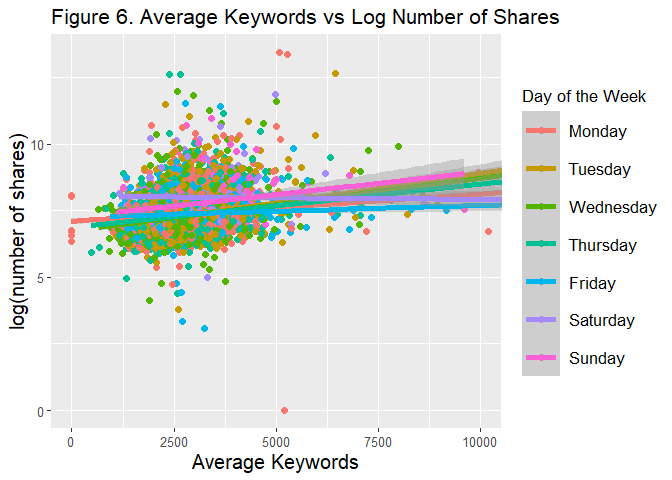 Figure 6. Average Keywords vs Log Number of Shares
log(number of shares)
10
5
0
0 2500 5000 7500 10000
Average Keywords
Day of the Week
Monday
Tuesday
Wednesday
Thursday
Friday
Saturday
Sunday